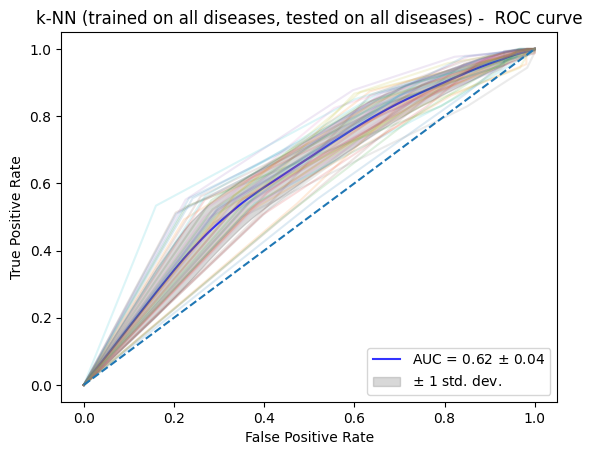 k-NN (trained on all diseases, tested on all diseases) -  ROC curve
True Positive Rate
1.0
0.8
0.6
0.4
0.2
0.0
0.0 0.2 0.4 0.6 0.8 1.0
False Positive Rate
AUC = 0.62 ± 0.04
± 1 std. dev.